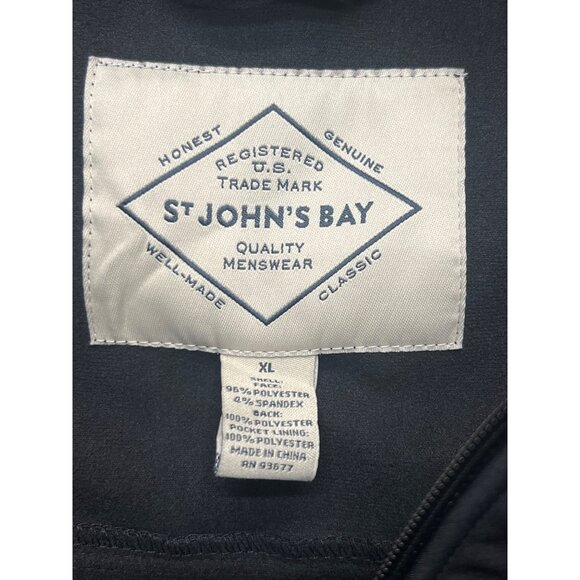 HONEST
GENUINE
REGISTERED
U.S.
TRADE MARK
ST JOHN'S BAY
QUALITY
MENSWEAR
WELL-MADE
CLASSIC
XL
SHELL:
FACE:
96% POLYESTER
4% SPANDEX
BACK:
100% POLYESTER
POCKET LINING:
100% POLYESTER
MADE IN CHINA
RN 93677